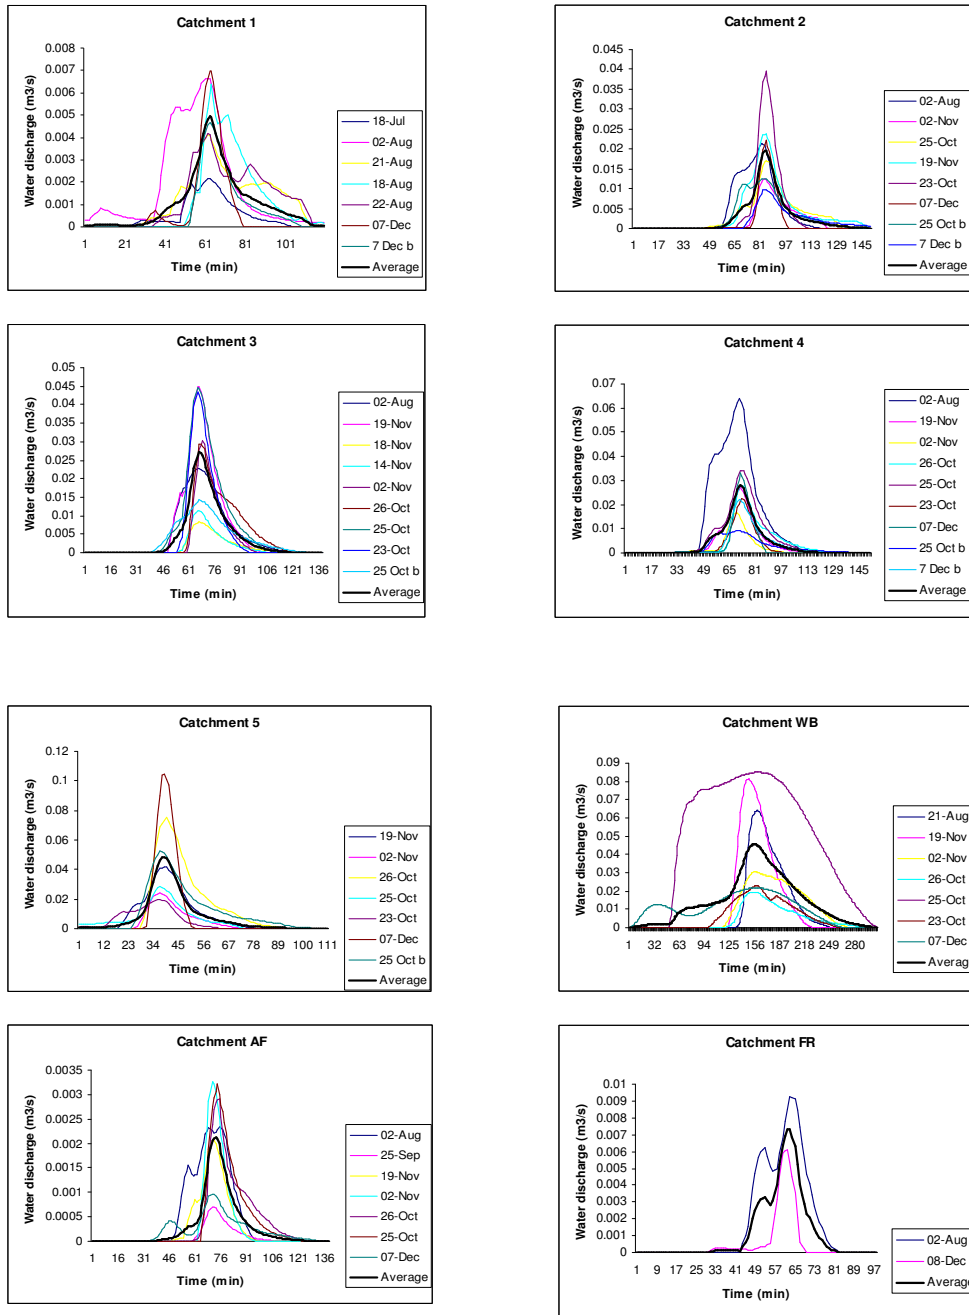 Catchment 1
Water discharge (m3/s)
0.008
0.007
0.006
0.005
0.004
0.003
0.002
0.001
0
1 21 41 61 81 101
Time (min)
18-Jul
02-Aug
21-Aug
18-Aug
22-Aug
07-Dec
7 Dec b
Average
Catchment 2
Water discharge (m3/s)
0.045
0.04
0.035
0.03
0.025
0.02
0.015
0.01
0.005
0
1 17 33 49 65 81 97 113 129 145
Time (min)
02-Aug
02-Nov
25-Oct
19-Nov
23-Oct
07-Dec
25 Oct b
7 Dec b
Average
Catchment 3
Water discharge (m3/s)
0.05
0.045
0.04
0.035
0.03
0.025
0.02
0.015
0.01
0.005
0
1 16 31 46 61 76 91 106 121 136
Time (min)
02-Aug
19-Nov
18-Nov
14-Nov
02-Nov
26-Oct
25-Oct
23-Oct
25 Oct b
Average
Catchment 4
Water discharge (m3/s)
0.07
0.06
0.05
0.04
0.03
0.02
0.01
0
1 17 33 49 65 81 97 113 129 145
Time (min)
02-Aug
19-Nov
02-Nov
26-Oct
25-Oct
23-Oct
07-Dec
25 Oct b
7 Dec b
Average
Catchment 5
Water discharge (m3/s)
0.12
0.1
0.08
0.06
0.04
0.02
0
1 12 23 34 45 56 67 78 89 100 111
Time (min)
19-Nov
02-Nov
26-Oct
25-Oct
23-Oct
07-Dec
25 Oct b
Average
Catchment WB
Water discharge (m3/s)
0.09
0.08
0.07
0.06
0.05
0.04
0.03
0.02
0.01
0
1 32 63 94 125 156 187 218 249 280
Time (min)
21-Aug
19-Nov
02-Nov
26-Oct
25-Oct
23-Oct
07-Dec
Average
Catchment AF
Water discharge (m3/s)
0.0035
0.003
0.0025
0.002
0.0015
0.001
0.0005
0
1 16 31 46 61 76 91 106 121 136
Time (min)
02-Aug
25-Sep
19-Nov
02-Nov
26-Oct
25-Oct
07-Dec
Average
Catchment FR
Water discharge (m3/s)
0.01
0.009
0.008
0.007
0.006
0.005
0.004
0.003
0.002
0.001
0
1 9 17 25 33 41 49 57 65 73 81 89 97
Time (min)
02-Aug
08-Dec
Average